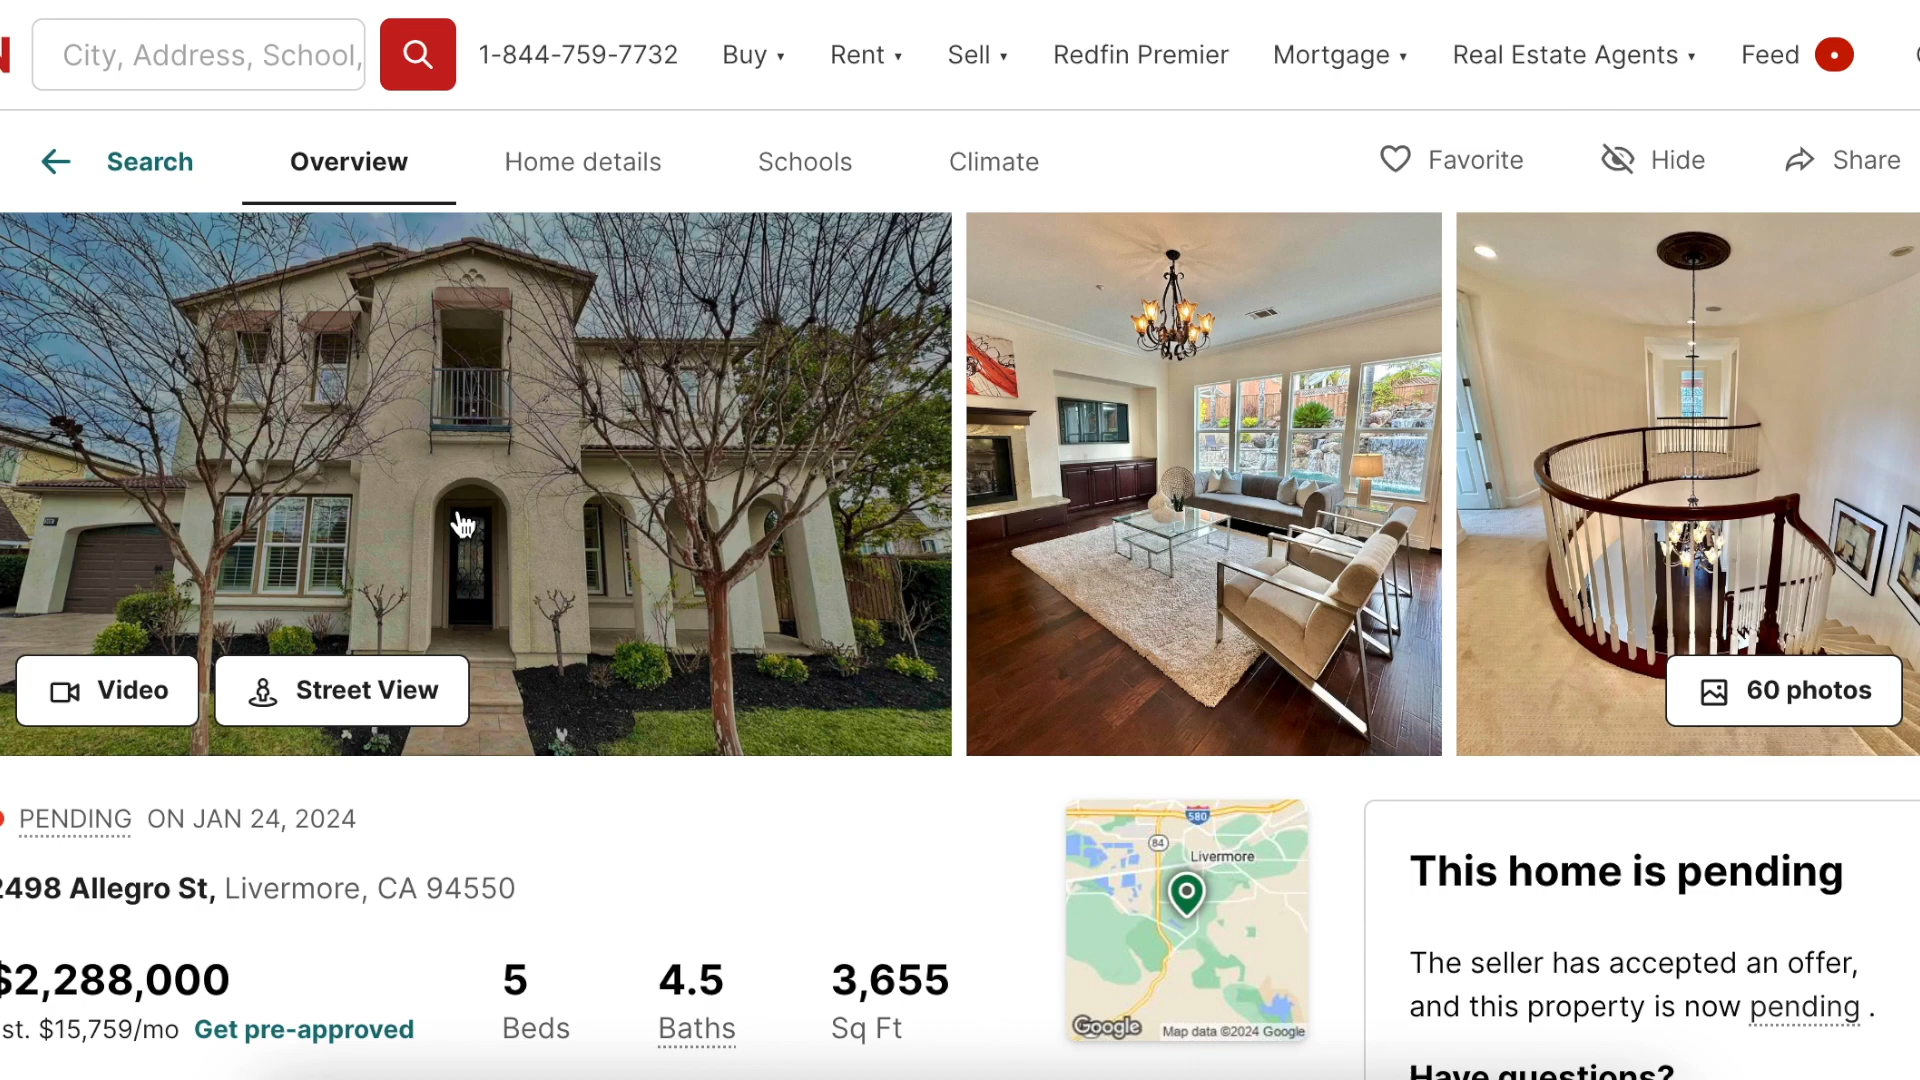 N
City, Address, School,
1-844-759-7732
Buy
Rent
Sell
Redfin Premier
Mortgage
Real Estate Agents
Feed
Search
Overview
Home details
Schools
Climate
Favorite
Hide
Share
Video
Street View
60 photos
PENDING ON JAN 24, 2024
2498 Allegro St, Livermore, CA 94550
$2,288,000
st. $15,759/mo Get pre-approved
5
Beds
4.5
Baths
3,655
Sq Ft
580
84
Livermore
Google
Map data ©2024 Google
This home is pending
The seller has accepted an offer,
and this property is now pending .
Have questions?